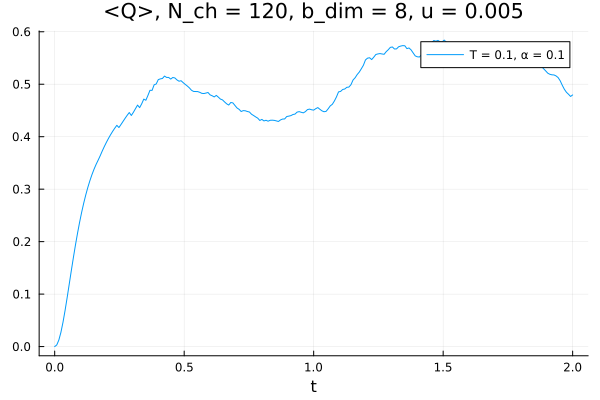 <Q>, N_ch = 120, b_dim = 8, u = 0.005
T = 0.1, α = 0.1
0.6
0.5
0.4
0.3
0.2
0.1
0.0
0.0 0.5 1.0 1.5 2.0
t